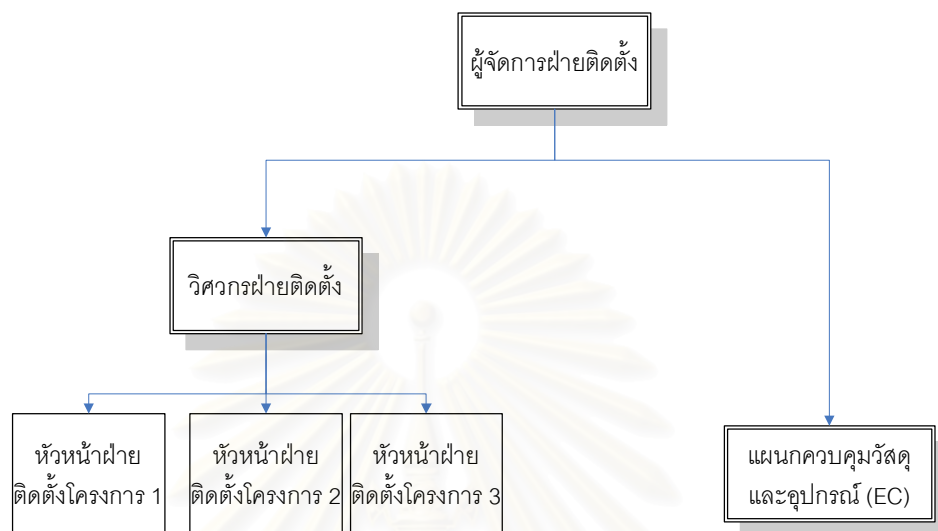 ผู้จัดการฝ่ายติดตั้ง
วิศวกรฝ่ายติดตั้ง
หัวหน้าฝ่าย
ติดตั้งโครงการ 1
หัวหน้าฝ่าย
ติดตั้งโครงการ 2
หัวหน้าฝ่าย
ติดตั้งโครงการ 3
แผนกควบคุมวัสดุ
และอุปกรณ์ (EC)